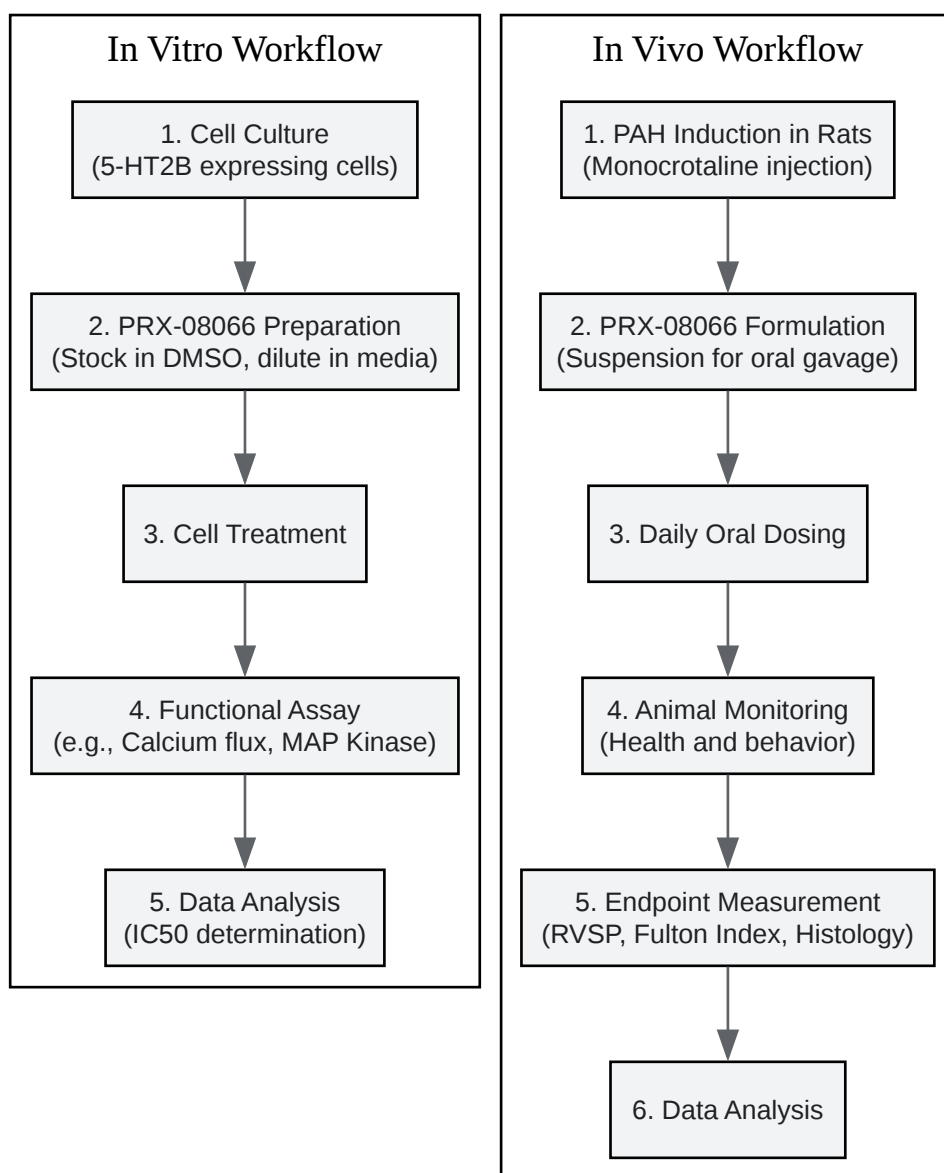 In Vitro Workflow
1. Cell Culture
(5-HT2B expressing cells)
2. PRX-08066 Preparation
(Stock in DMSO, dilute in media)
3. Cell Treatment
4. Functional Assay
(e.g., Calcium flux, MAP Kinase)
5. Data Analysis
(IC50 determination)
In Vivo Workflow
1. PAH Induction in Rats
(Monocrotaline injection)
2. PRX-08066 Formulation
(Suspension for oral gavage)
3. Daily Oral Dosing
4. Animal Monitoring
(Health and behavior)
5. Endpoint Measurement
(RVSP, Fulton Index, Histology)
6. Data Analysis